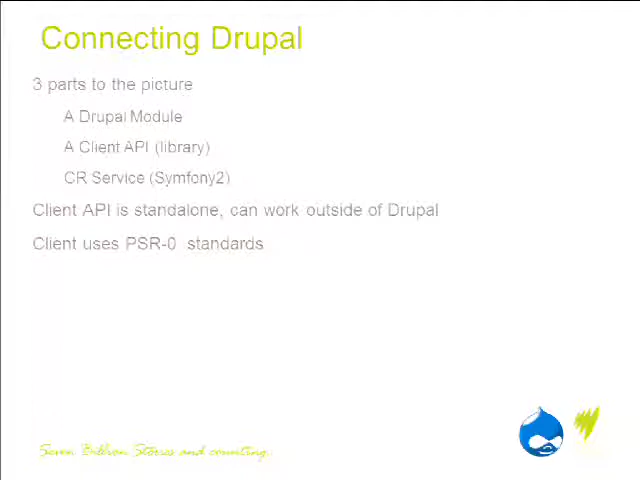 Connecting Drupal
3 parts to the picture
A Drupal Module
A Client API (library)
CR Service (Symfony2)
Client API is standalone, can work outside of Drupal
Client uses PSR-0 standards
Seven Billion Stories and counting...